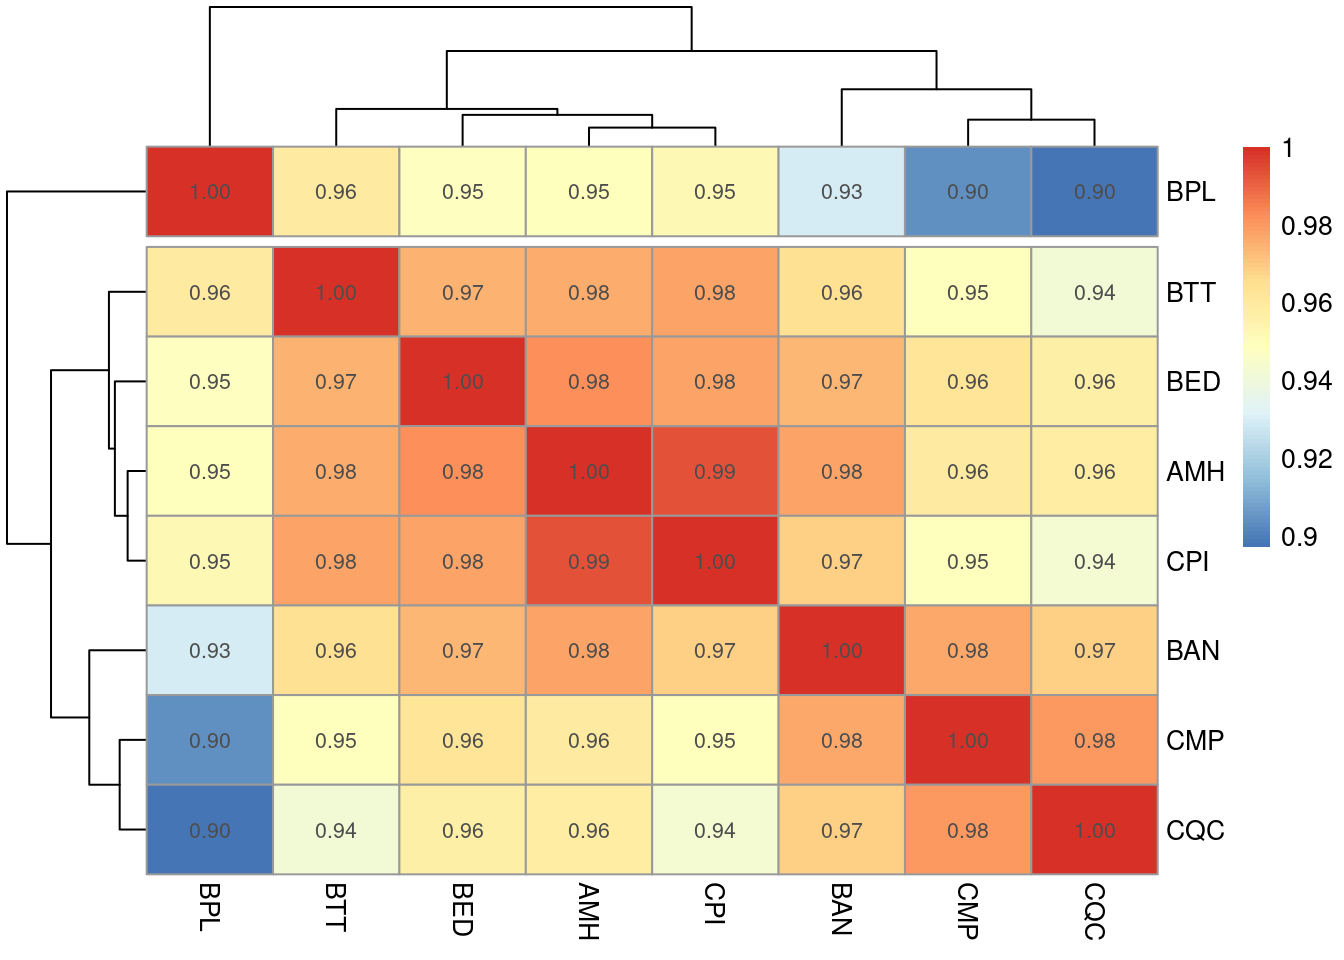 1.00 0.96 0.95 0.95 0.95 0.93 0.90 0.90 BPL
0.96 1.00 0.97 0.98 0.98 0.96 0.95 0.94 BTT
0.95 0.97 1.00 0.98 0.98 0.97 0.96 0.96 BED
0.95 0.98 0.98 1.00 0.99 0.98 0.96 0.96 AMH
0.95 0.98 0.98 0.99 1.00 0.97 0.95 0.94 CPI
0.93 0.96 0.97 0.98 0.97 1.00 0.98 0.97 BAN
0.90 0.95 0.96 0.96 0.95 0.98 1.00 0.98 CMP
0.90 0.94 0.96 0.96 0.94 0.97 0.98 1.00 CQC
BPL BTT BED AMH CPI BAN CMP CQC
1
0.98
0.96
0.94
0.92
0.9